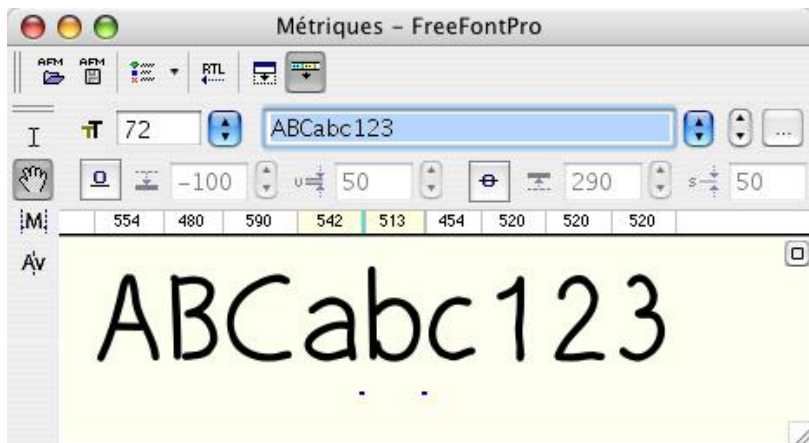 Métriques – FreeFontPro
AFM AFM RTL
72 ABCabc123 ...
-100 U 50 290 S 50
M 554 480 590 542 513 454 520 520 520
AV
ABCabc123